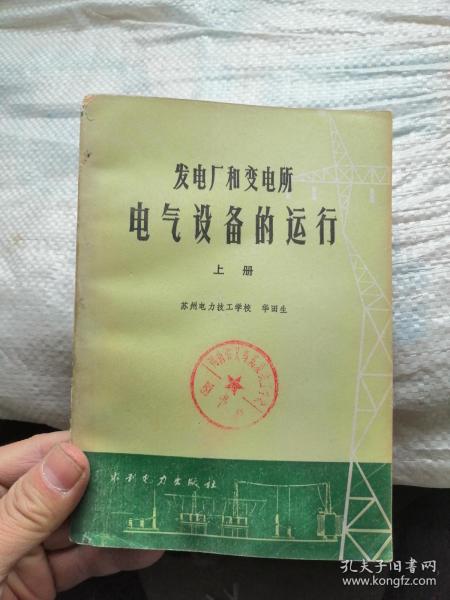 发电厂和变电所
电气设备的运行
上册
苏州电力技工学校 华田生
水利电力出版社
孔夫子旧书网
www.kongfz.com